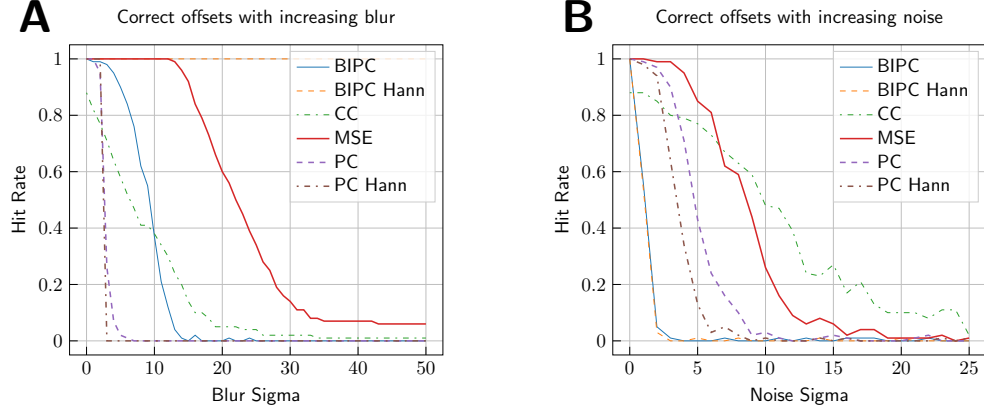 A
Correct offsets with increasing blur
1
0.8
0.6
0.4
0.2
0
0
10
20
30
40
50
Hit Rate
Blur Sigma
BIPC
BIPC Hann
CC
MSE
PC
PC Hann
B
Correct offsets with increasing noise
1
0.8
0.6
0.4
0.2
0
0
5
10
15
20
25
Hit Rate
Noise Sigma
BIPC
BIPC Hann
CC
MSE
PC
PC Hann